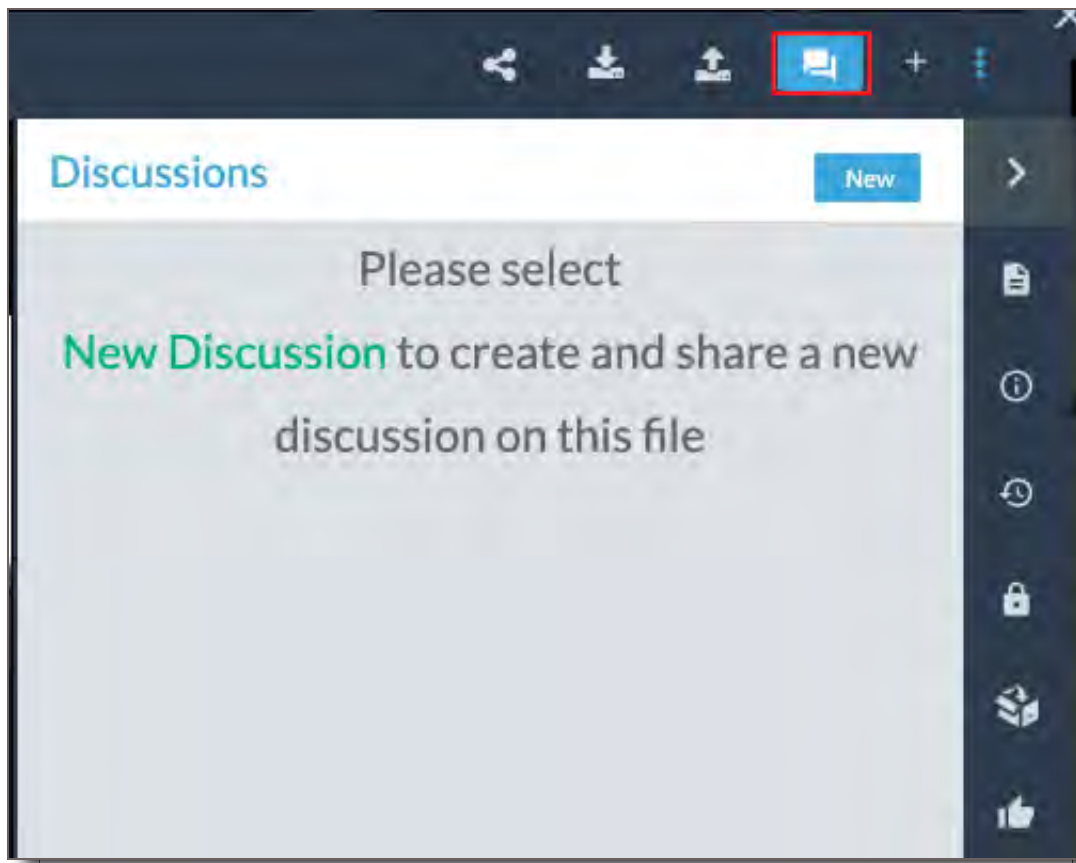 Discussions
New
Please select
New Discussion to create and share a new
discussion on this file